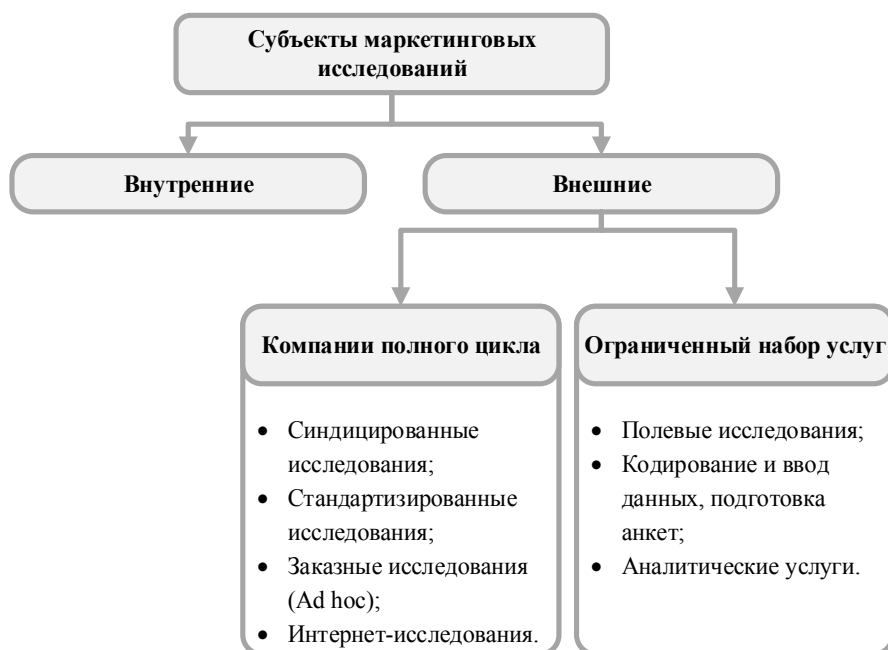 Субъекты маркетинговых
исследований
Внутренние
Внешние
Компании полного цикла
• Синдицированные
исследования;
• Стандартизированные
исследования;
• Заказные исследования
(Ad hoc);
• Интернет-исследования.
Ограниченный набор услуг
• Полевые исследования;
• Кодирование и ввод
данных, подготовка
анкет;
• Аналитические услуги.